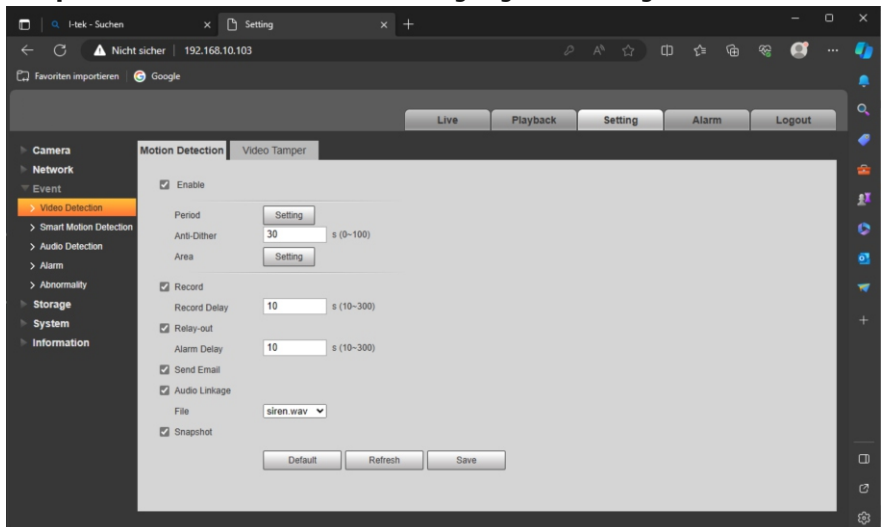 I-tek - Suchen
Setting
Nicht sicher
192.168.10.103
Favoriten importieren
Google
Live
Playback
Setting
Alarm
Logout
Camera
Network
Event
Video Detection
Smart Motion Detection
Audio Detection
Alarm
Abnormality
Storage
System
Information
Motion Detection
Video Tamper
Enable
Period Setting
Anti-Dither 30 s (0~100)
Area Setting
Record
Record Delay 10 s (10~300)
Relay-out
Alarm Delay 10 s (10~300)
Send Email
Audio Linkage
File siren.wav
Snapshot
Default Refresh Save